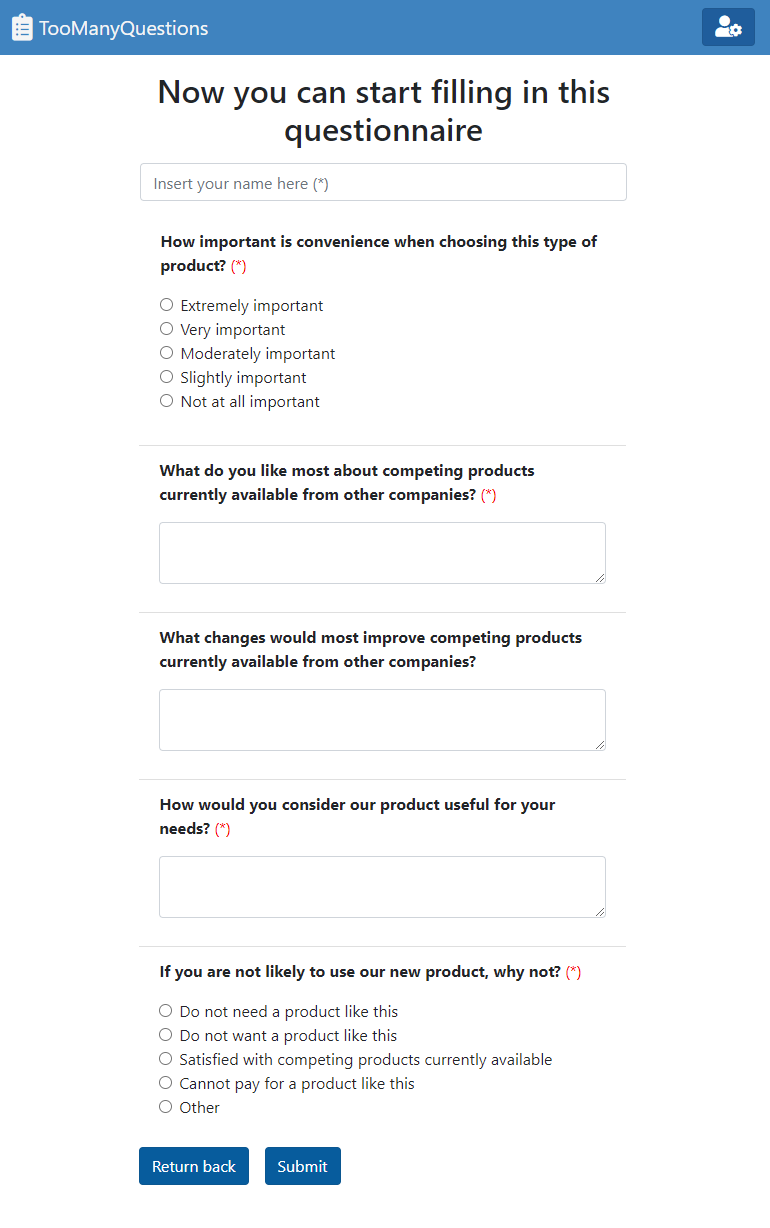 TooManyQuestions
Now you can start filling in this
questionnaire
Insert your name here (*)
How important is convenience when choosing this type of
product? (*)
Extremely important
Very important
Moderately important
Slightly important
Not at all important
What do you like most about competing products
currently available from other companies? (*)
What changes would most improve competing products
currently available from other companies?
How would you consider our product useful for your
needs? (*)
If you are not likely to use our new product, why not? (*)
Do not need a product like this
Do not want a product like this
Satisfied with competing products currently available
Cannot pay for a product like this
Other
Return back Submit